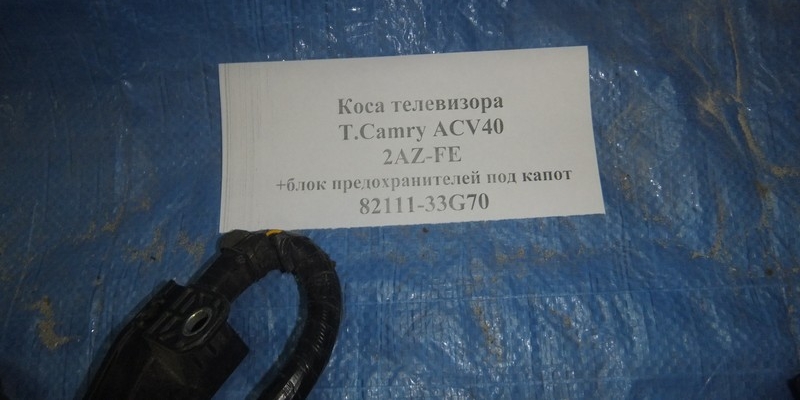 Коса телевизора
T.Camry ACV40
2AZ-FE
+блок предохранителей под капот
82111-33G70